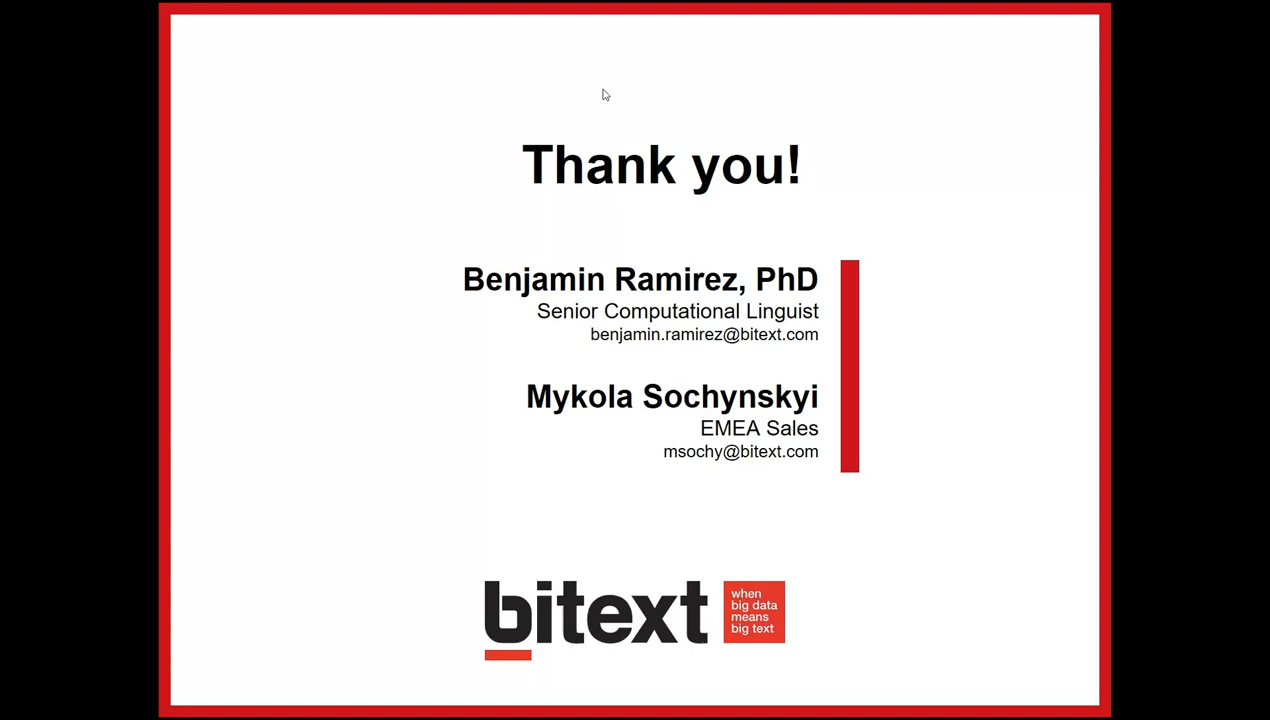 Thank you!
Benjamin Ramirez, PhD
Senior Computational Linguist
benjamin.ramirez@bitext.com
Mykola Sochynskyi
EMEA Sales
msochy@bitext.com
bitext
when
big data
means
big text